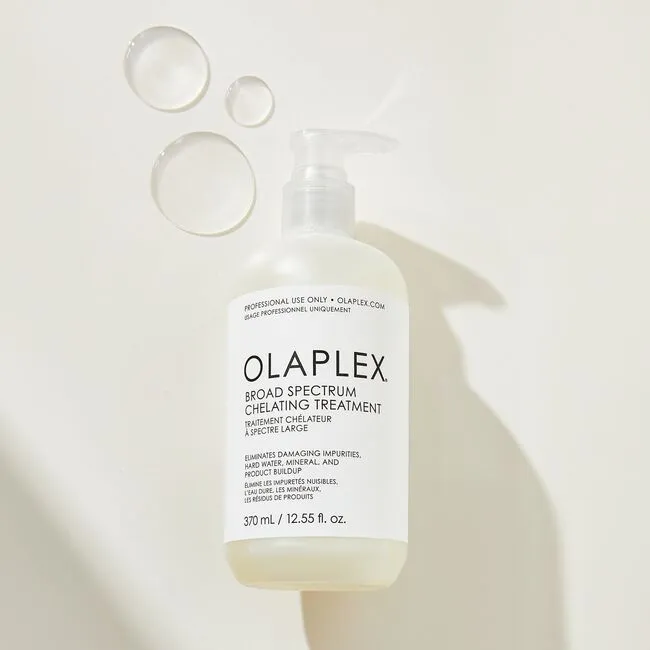 PROFESSIONAL USE ONLY • OLAPLEX.COM
USAGE PROFESSIONNEL UNIQUEMENT
OLAPLEX.
BROAD SPECTRUM
CHELATING TREATMENT
TRAITEMENT CHÉLATEUR
À SPECTRE LARGE
ELIMINATES DAMAGING IMPURITIES,
HARD WATER, MINERAL, AND
PRODUCT BUILDUP
ÉLIMINE LES IMPURETÉS NUISIBLES,
L'EAU DURE, LES MINÉRAUX,
LES RÉSIDUS DE PRODUITS
370 mL / 12.55 fl. oz.